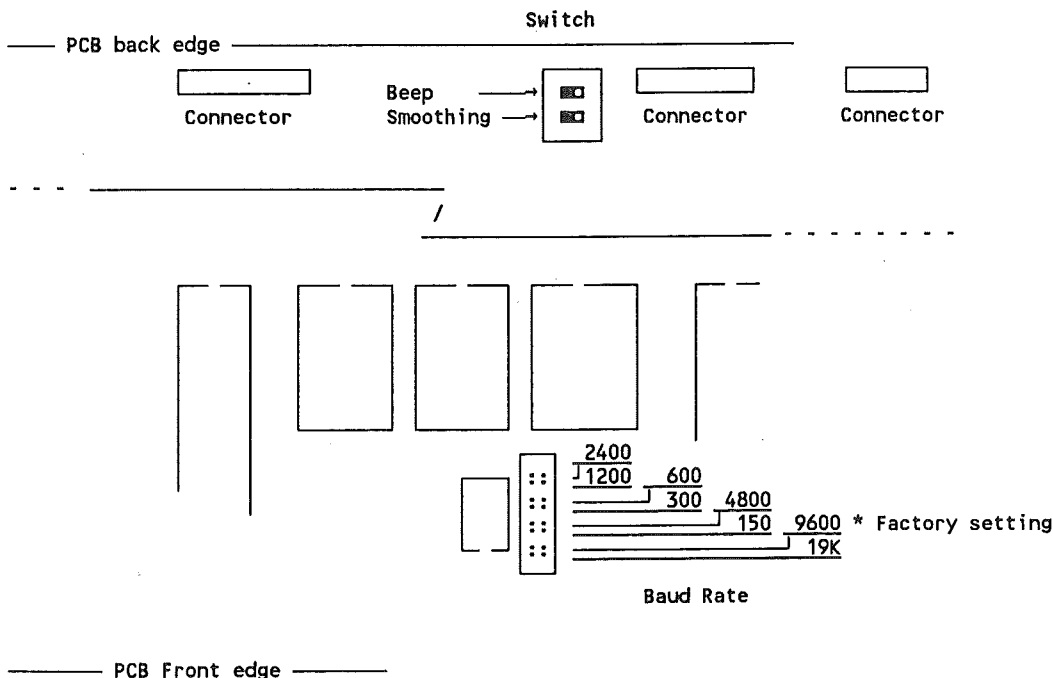 Switch
PCB back edge
Beep
Smoothing
Connector
Connector
Connector
2400
1200
600
300
4800
150
9600 * Factory setting
19K
Baud Rate
PCB Front edge